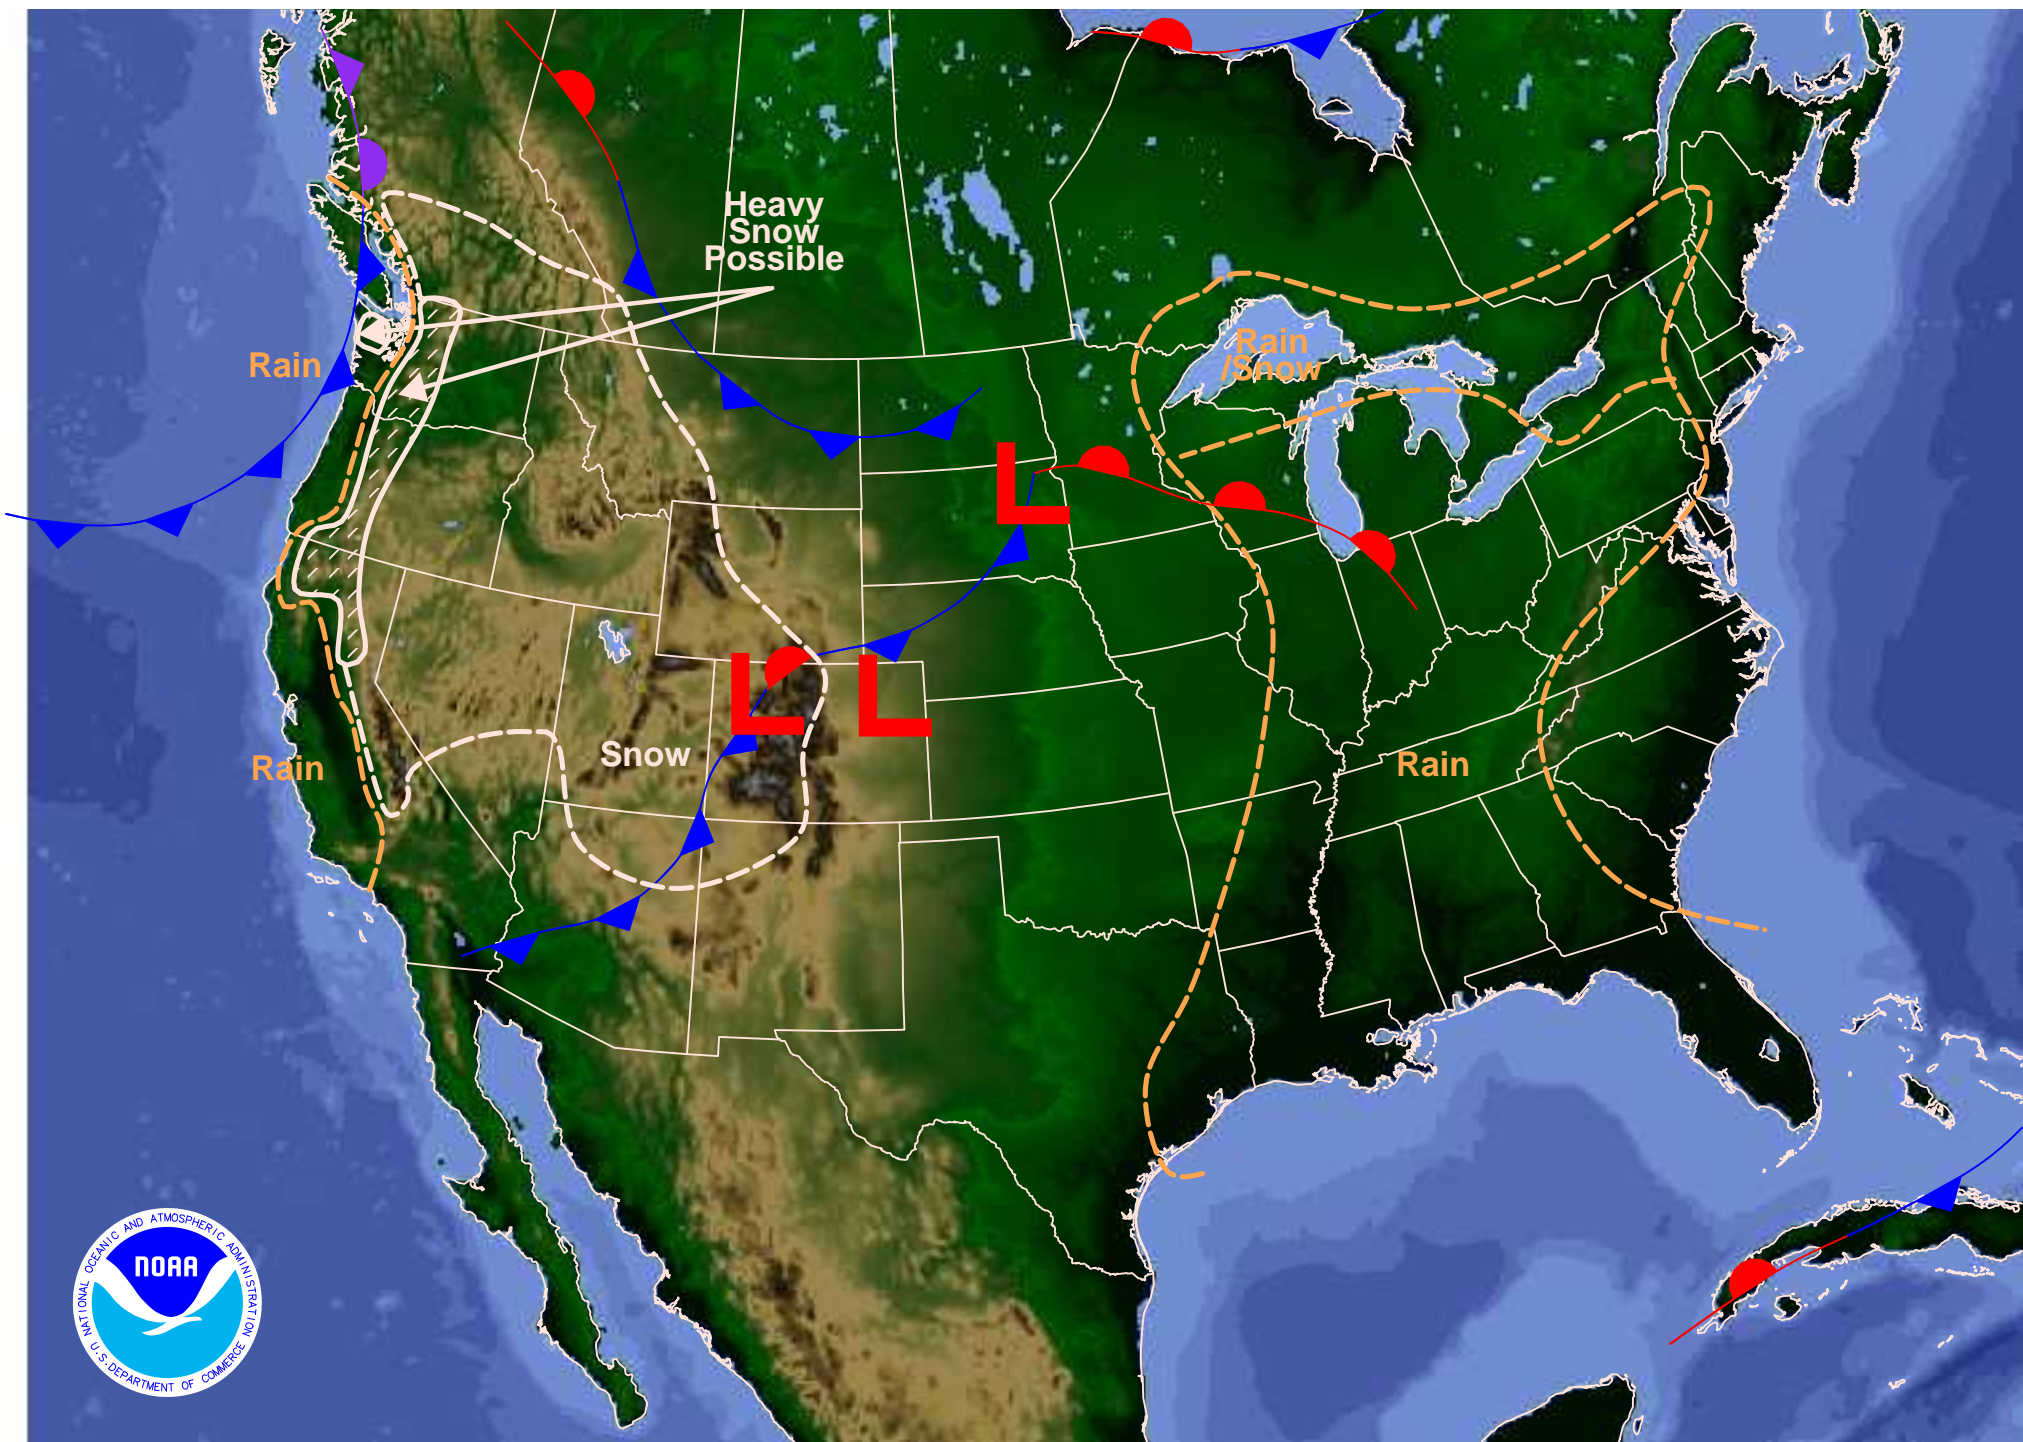 Heavy
Snow
Possible
Rain
Rain
/Snow
Rain
Snow
Rain
L
L
L
NATIONAL OCEANIC AND ATMOSPHERIC ADMINISTRATION
NOAA
U.S. DEPARTMENT OF COMMERCE